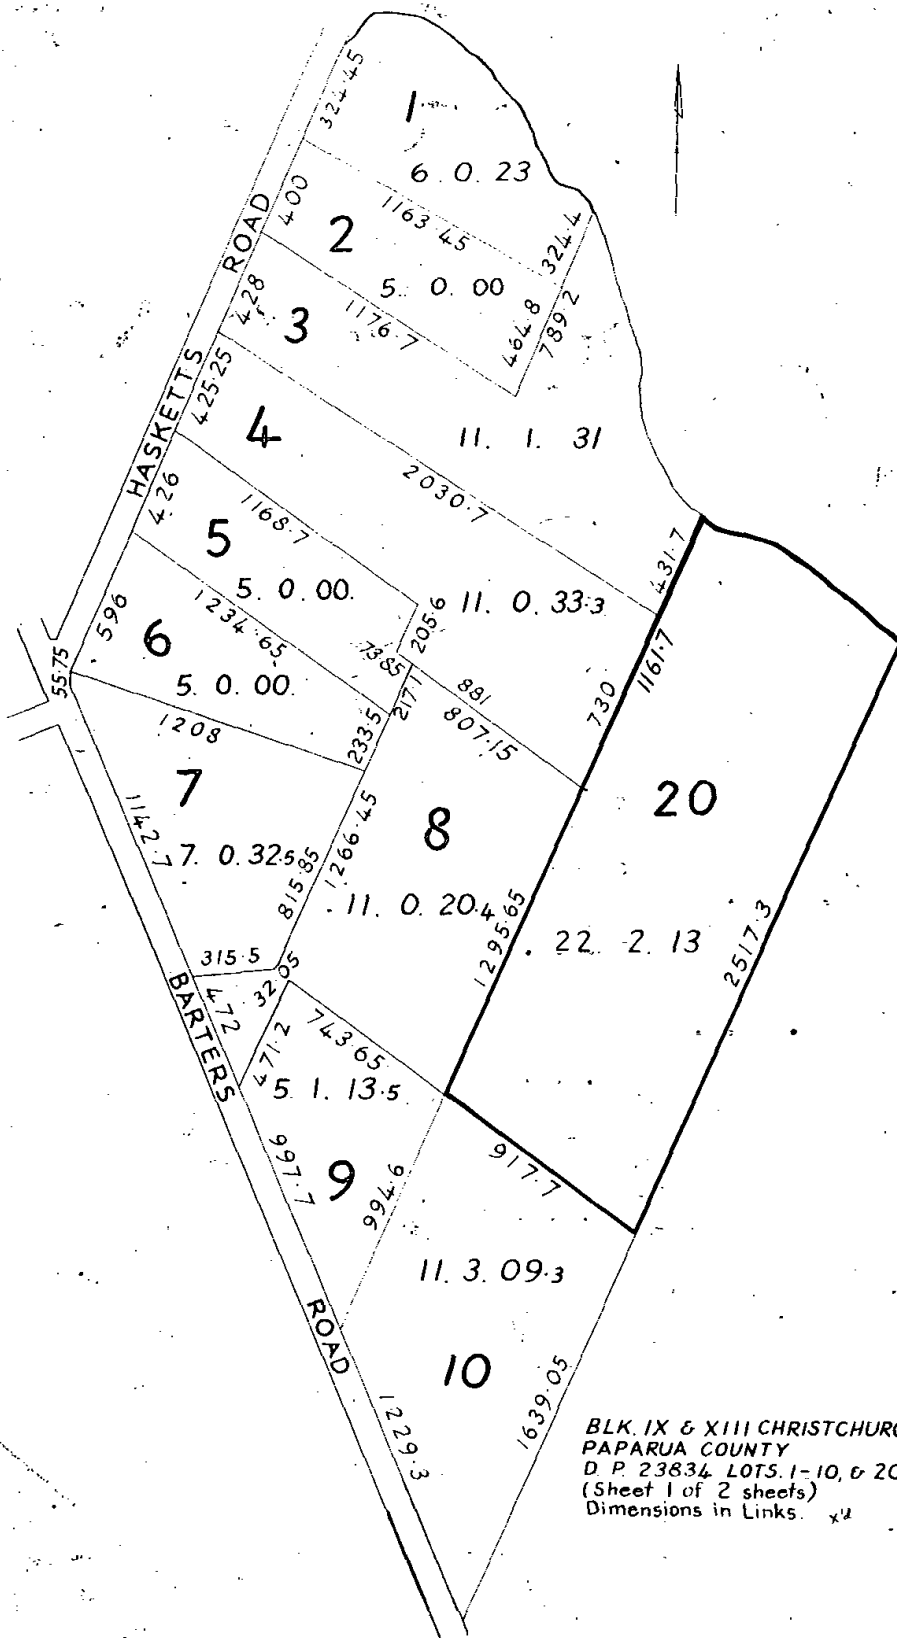 324.45
1
6. 0. 23
400
1163.45
2
324.4
5. 0. 00
HASKETTS ROAD
428
3
1176.7
464.8
789.2
425.25
4
11. 1. 31
2030.7
426
1168.7
5
5. 0. 00.
431.7
11. 0. 33.3
205.6
1161.7
596
6
1234.65
73.85
5. 0. 00.
217.1
881
807.15
730
55.75
1208
233.5
7
20
8
1142.7
7. 0. 32.5
1266.45
815.85
11. 0. 20.4
1295.65
22. 2. 13
2517.3
315.5
32.05
BARTERS ROAD
472
471.2
743.65
5. 1. 13.5
997.7
9
994.6
917.7
11. 3. 09.3
10
1229.3
1639.05
BLK. IX & XIII CHRISTCHURC
PAPARUA COUNTY
D. P. 23834 LOTS. 1-10, & 20
(Sheet 1 of 2 sheets)
Dimensions in Links. x'd